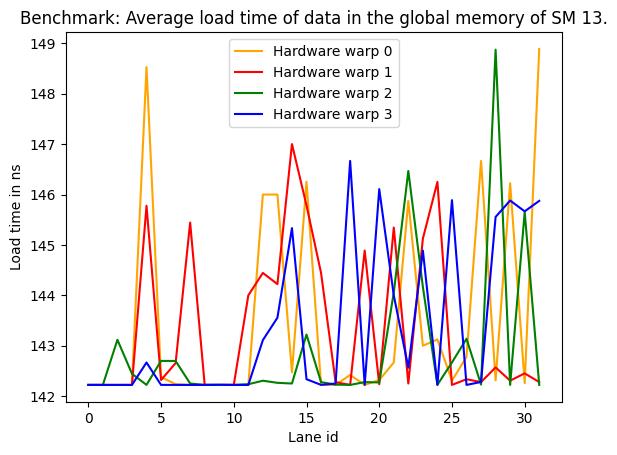 Benchmark: Average load time of data in the global memory of SM 13.
Hardware warp 0
Hardware warp 1
Hardware warp 2
Hardware warp 3
149
148
147
146
145
144
143
142
Load time in ns
0 5 10 15 20 25 30
Lane id